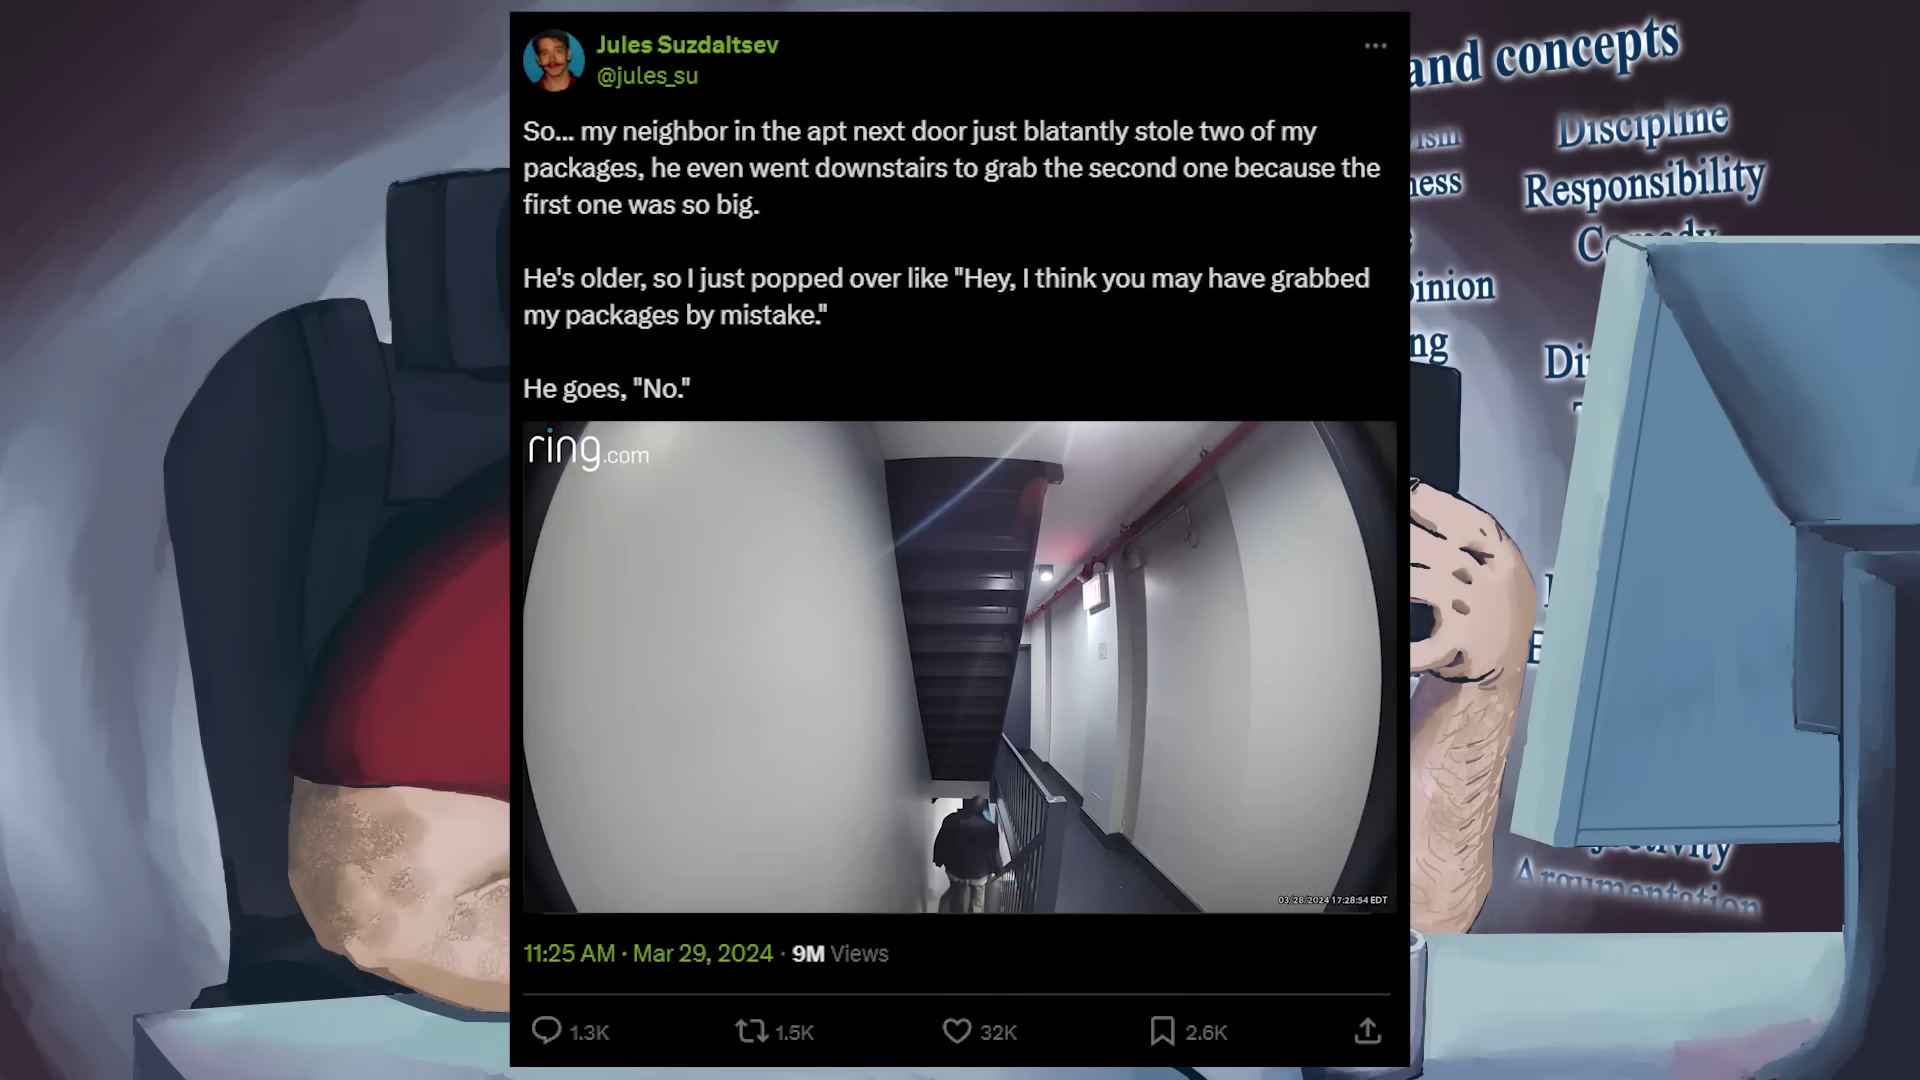 Jules Suzdaltsev
@jules_su
So... my neighbor in the apt next door just blatantly stole two of my
packages, he even went downstairs to grab the second one because the
first one was so big.
He's older, so I just popped over like "Hey, I think you may have grabbed
my packages by mistake."
He goes, "No."
ring.com
03/28/2024 17:28:54 EDT
11:25 AM · Mar 29, 2024 · 9M Views
1.3K
1.5K
32K
2.6K
and concepts
Discipline
Responsibility
Comedy
Argumentation